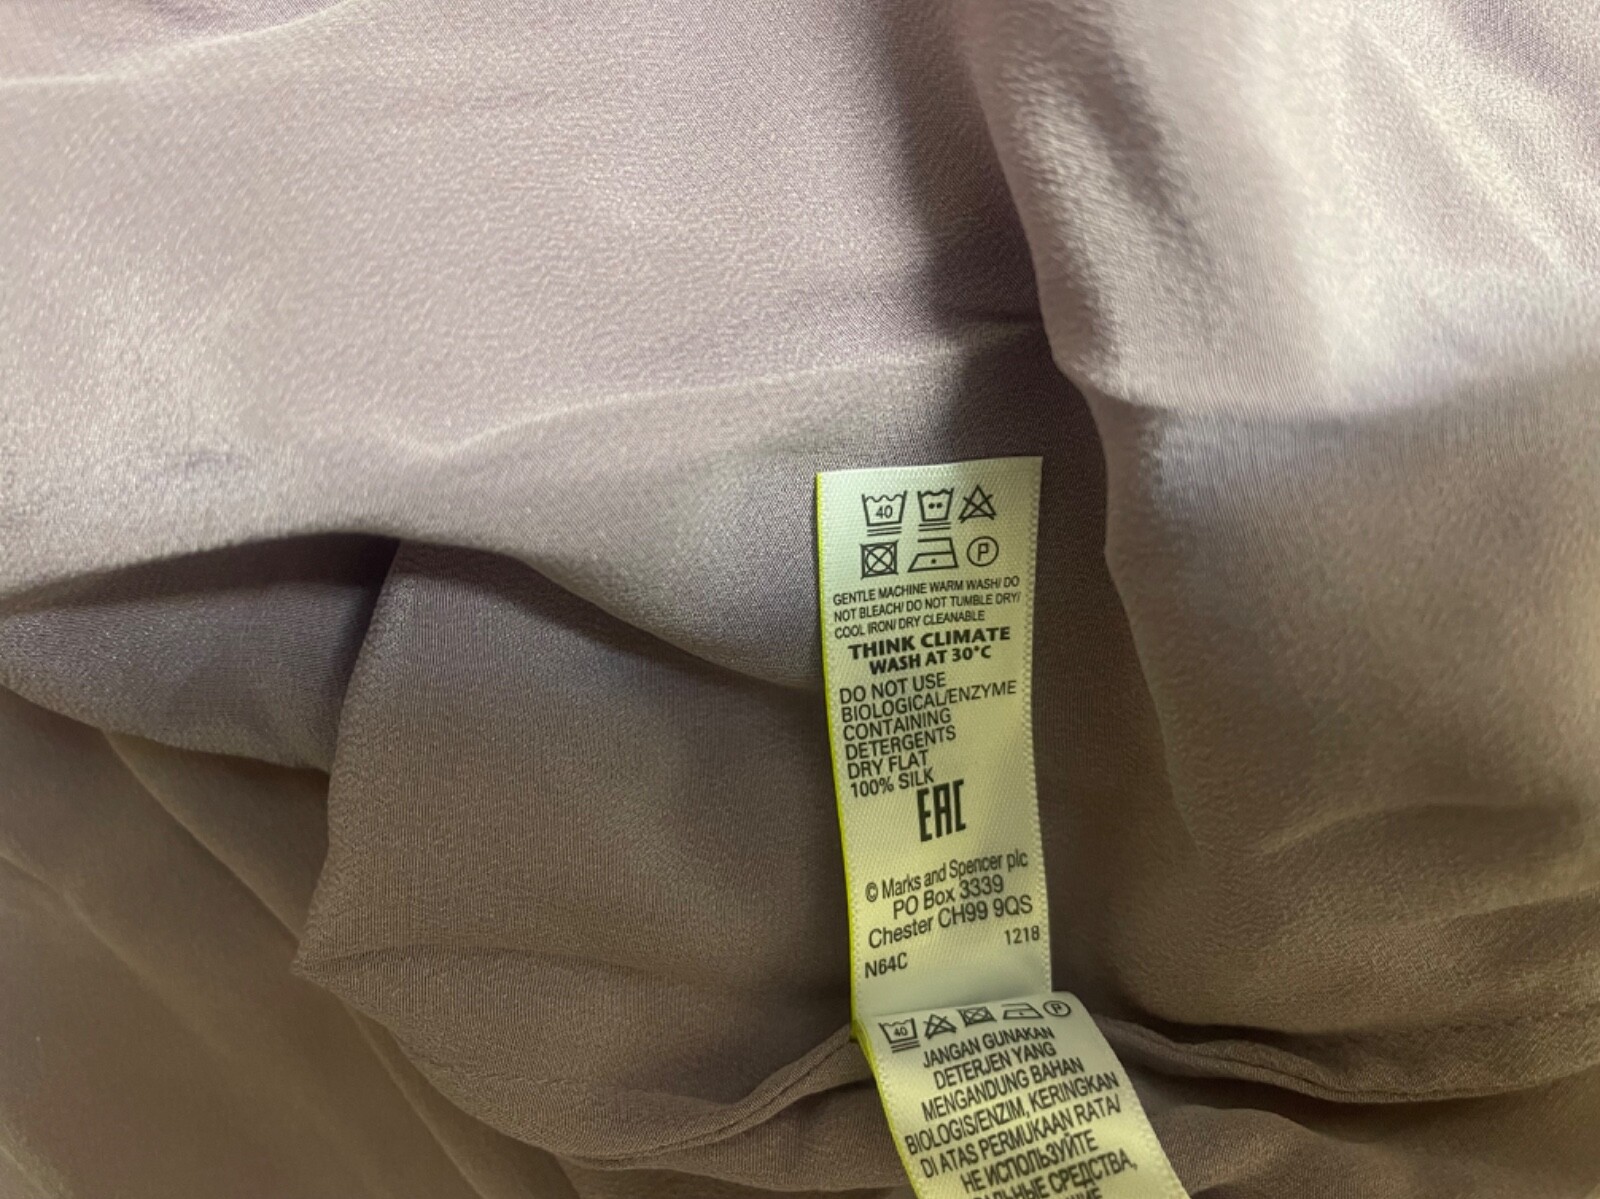 40
P
GENTLE MACHINE WARM WASH/ DO
NOT BLEACH/ DO NOT TUMBLE DRY/
COOL IRON/ DRY CLEANABLE
THINK CLIMATE
WASH AT 30°C
DO NOT USE
BIOLOGICAL/ENZYME
CONTAINING
DETERGENTS
DRY FLAT
100% SILK
EAC
© Marks and Spencer plc
PO Box 3339
Chester CH99 9QS
1218
N64C
40 P
JANGAN GUNAKAN
DETERJEN YANG
MENGANDUNG BAHAN
BIOLOGIS/ENZIM, KERINGKAN
DI ATAS PERMUKAAN RATA/
НЕ ИСПОЛЬЗУЙТЕ
СРЕДСТВА,